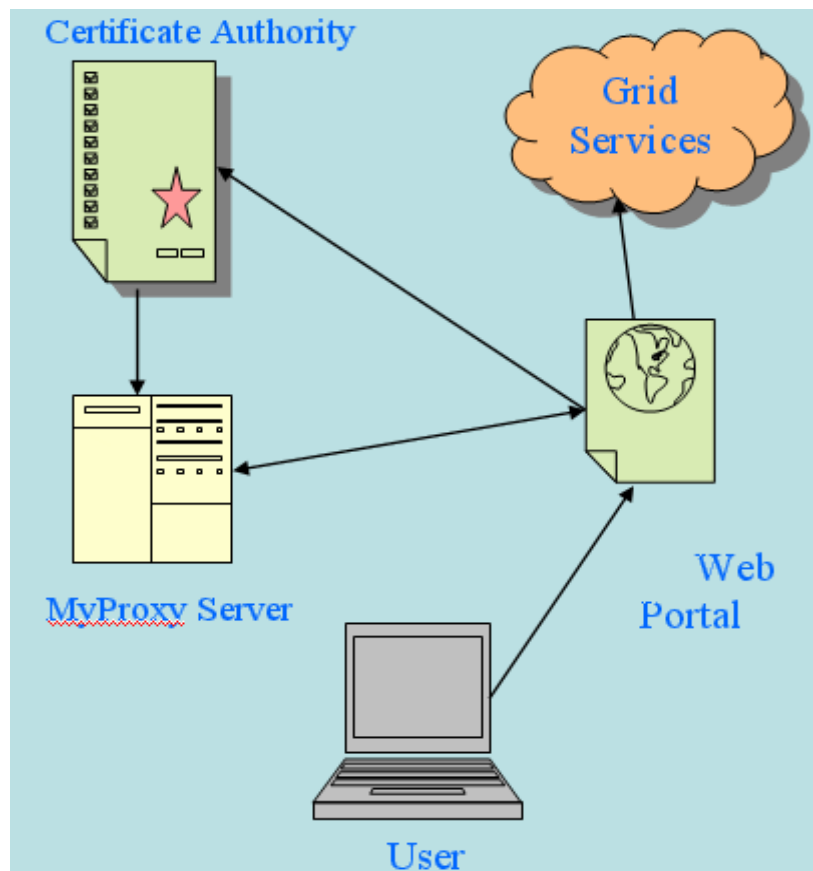 Certificate Authority
Grid
Services
Web
Portal
MyProxy Server
User